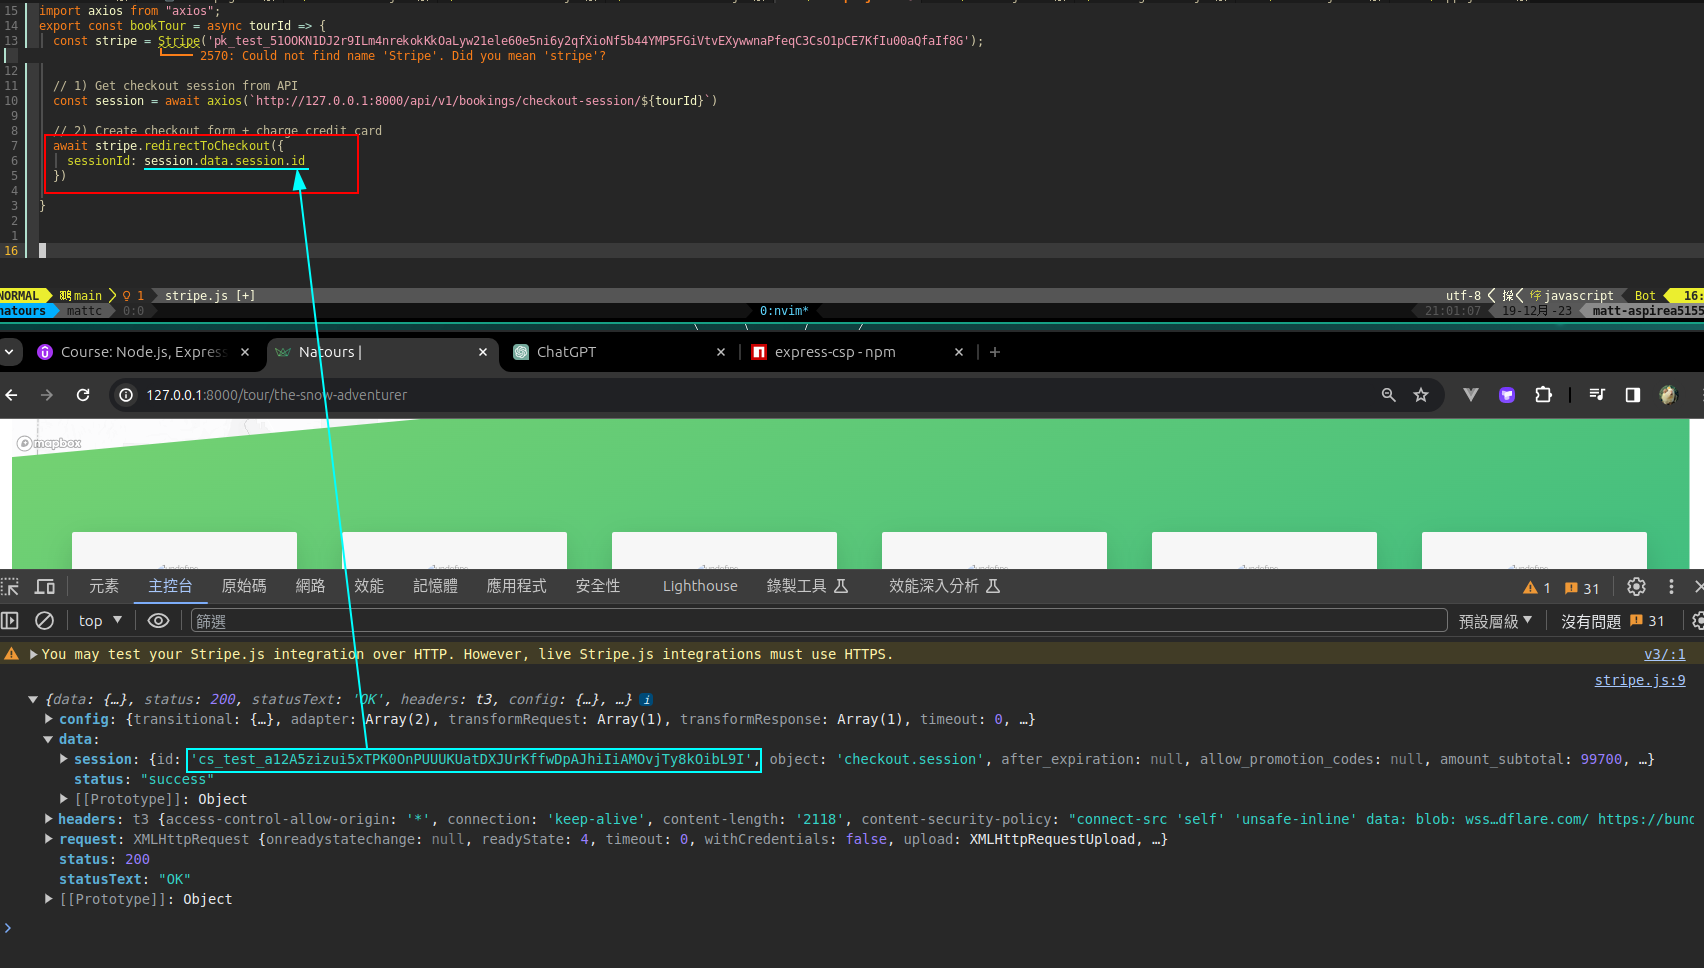 15 import axios from "axios";
14 export const bookTour = async tourId => {
13 const stripe = Stripe('pk_test_51OOKN1DJ2r9ILm4nrekokKkOaLyw21ele60e5ni6y2qfXioNf5b44YMP5FGiVtvEXywwnaPfeqC3CsO1pCE7KfIu00aQfaIf8G');
2570: Could not find name 'Stripe'. Did you mean 'stripe'?
12
11 // 1) Get checkout session from API
10 const session = await axios(`http://127.0.0.1:8000/api/v1/bookings/checkout-session/${tourId}`)
9
8 // 2) Create checkout form + charge credit card
7 await stripe.redirectToCheckout({
6 sessionId: session.data.session.id
5 })
4
3 }
2
1
16
NORMAL main 1 stripe.js [+] utf-8 javascript Bot 16:
natours mattc 0:0 0:nvim* 21:01:07 19-12月-23 matt-aspirea5155
Course: Node.js, Express Natours | ChatGPT express-csp - npm
127.0.0.1:8000/tour/the-snow-adventurer
mapbox
元素 主控台 原始碼 網路 效能 記憶體 應用程式 安全性 Lighthouse 錄製工具 效能深入分析 1 31
top 篩選 預設層級 沒有問題 31
You may test your Stripe.js integration over HTTP. However, live Stripe.js integrations must use HTTPS. v3/:1
stripe.js:9
{data: {…}, status: 200, statusText: 'OK', headers: t3, config: {…}, …}
config: {transitional: {…}, adapter: Array(2), transformRequest: Array(1), transformResponse: Array(1), timeout: 0, …}
data:
session: {id: 'cs_test_a12A5zizui5xTPK0OnPUUUKUatDXJUrKffwDpAJhiIiAMOvjTy8kOibL9I', object: 'checkout.session', after_expiration: null, allow_promotion_codes: null, amount_subtotal: 99700, …}
status: "success"
[[Prototype]]: Object
headers: t3 {access-control-allow-origin: '*', connection: 'keep-alive', content-length: '2118', content-security-policy: "connect-src 'self' 'unsafe-inline' data: blob: wss…dflare.com/ https://bund
request: XMLHttpRequest {onreadystatechange: null, readyState: 4, timeout: 0, withCredentials: false, upload: XMLHttpRequestUpload, …}
status: 200
statusText: "OK"
[[Prototype]]: Object